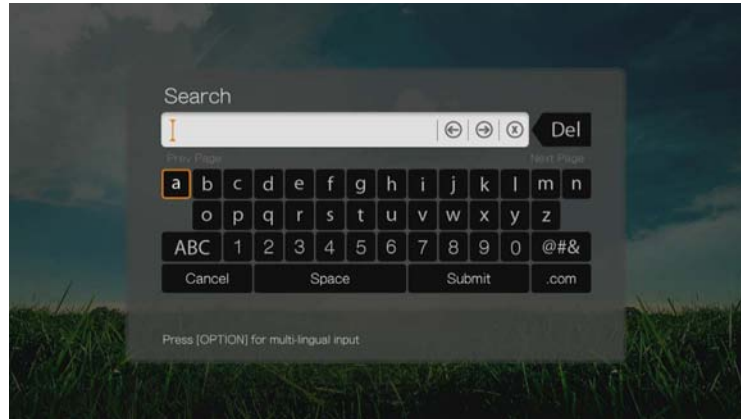 Search
Del
Prev Page Next Page
a b c d e f g h i j k l m n
o p q r s t u v w x y z
ABC 1 2 3 4 5 6 7 8 9 0 @#&
Cancel Space Submit .com
Press [OPTION] for multi-lingual input